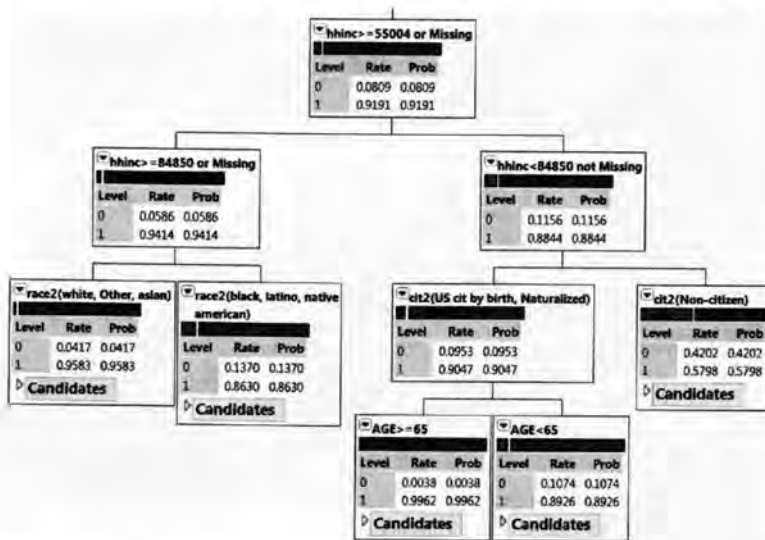 hhinc>=55004 or Missing
Level Rate Prob
0 0.0809 0.0809
1 0.9191 0.9191
hhinc>=84850 or Missing
Level Rate Prob
0 0.0586 0.0586
1 0.9414 0.9414
hhinc<84850 not Missing
Level Rate Prob
0 0.1156 0.1156
1 0.8844 0.8844
race2(white, Other, asian)
Level Rate Prob
0 0.0417 0.0417
1 0.9583 0.9583
Candidates
race2(black, latino, native
american)
Level Rate Prob
0 0.1370 0.1370
1 0.8630 0.8630
Candidates
cit2(US cit by birth, Naturalized)
Level Rate Prob
0 0.0953 0.0953
1 0.9047 0.9047
cit2(Non-citizen)
Level Rate Prob
0 0.4202 0.4202
1 0.5798 0.5798
Candidates
AGE>=65
Level Rate Prob
0 0.0038 0.0038
1 0.9962 0.9962
Candidates
AGE<65
Level Rate Prob
0 0.1074 0.1074
1 0.8926 0.8926
Candidates